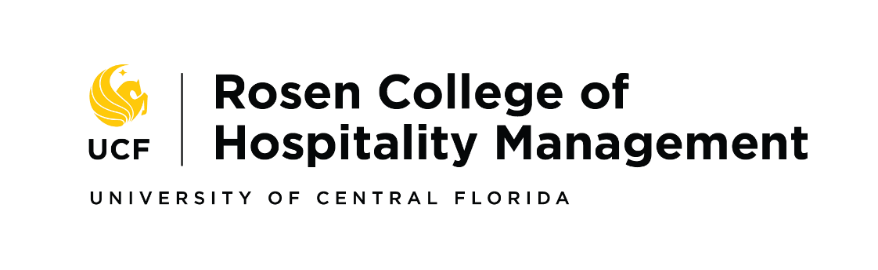 UCF
Rosen College of
Hospitality Management
UNIVERSITY OF CENTRAL FLORIDA